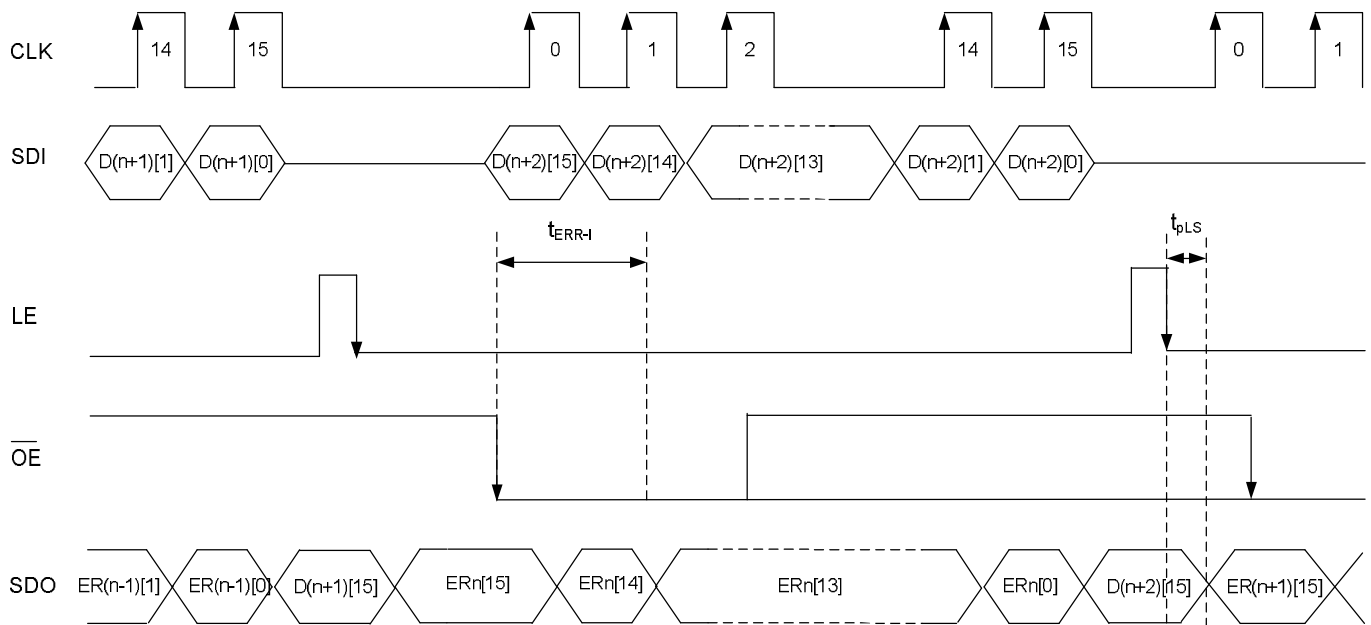 CLK 14 15 0 1 2 14 15 0 1
SDI D(n+1)[1] D(n+1)[0] D(n+2)[15] D(n+2)[14] D(n+2)[13] D(n+2)[1] D(n+2)[0]
tERR-I tpLS
LE
OE
SDO ER(n-1)[1] ER(n-1)[0] D(n+1)[15] ERn[15] ERn[14] ERn[13] ERn[0] D(n+2)[15] ER(n+1)[15]